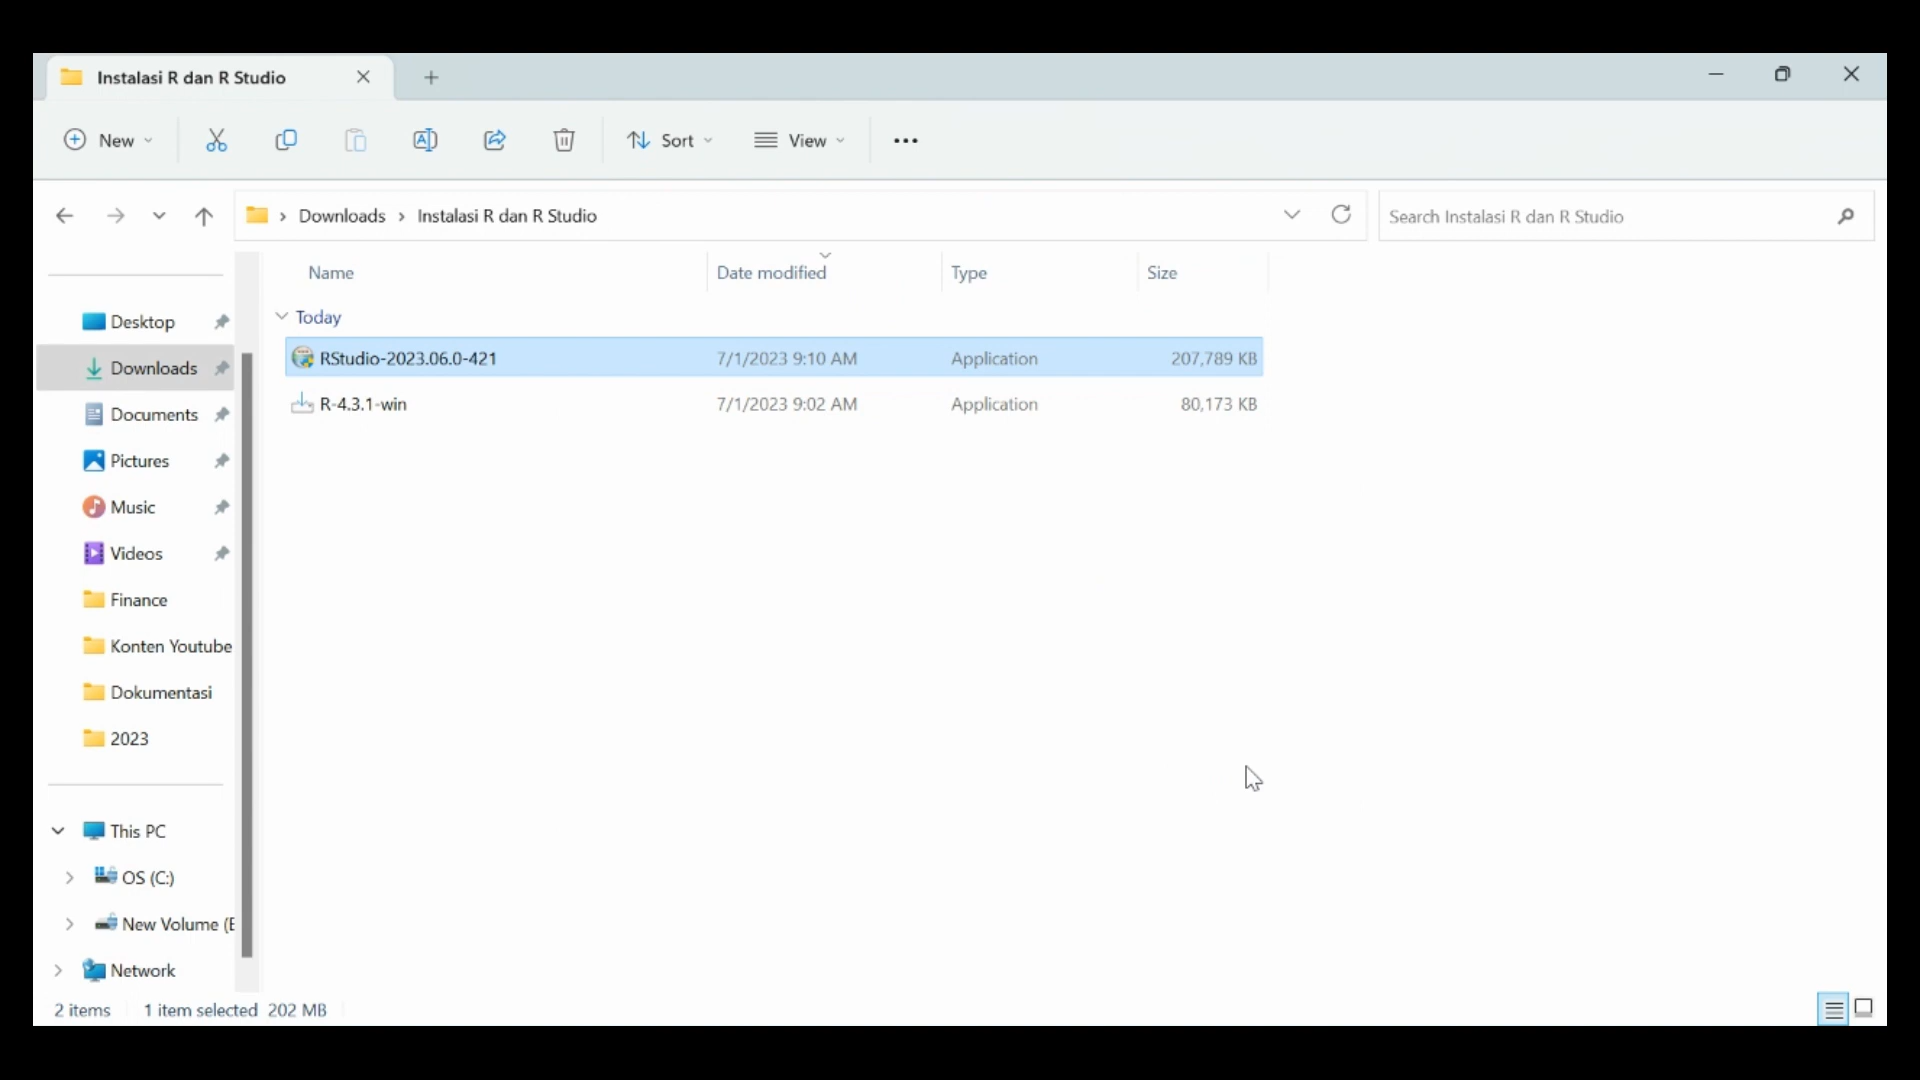 Instalasi R dan R Studio
New
Sort
View
Downloads > Instalasi R dan R Studio
Search Instalasi R dan R Studio
Name Date modified Type Size
Today
RStudio-2023.06.0-421 7/1/2023 9:10 AM Application 207,789 KB
R-4.3.1-win 7/1/2023 9:02 AM Application 80,173 KB
Desktop
Downloads
Documents
Pictures
Music
Videos
Finance
Konten Youtube
Dokumentasi
2023
This PC
OS (C:)
New Volume (E
Network
2 items 1 item selected 202 MB